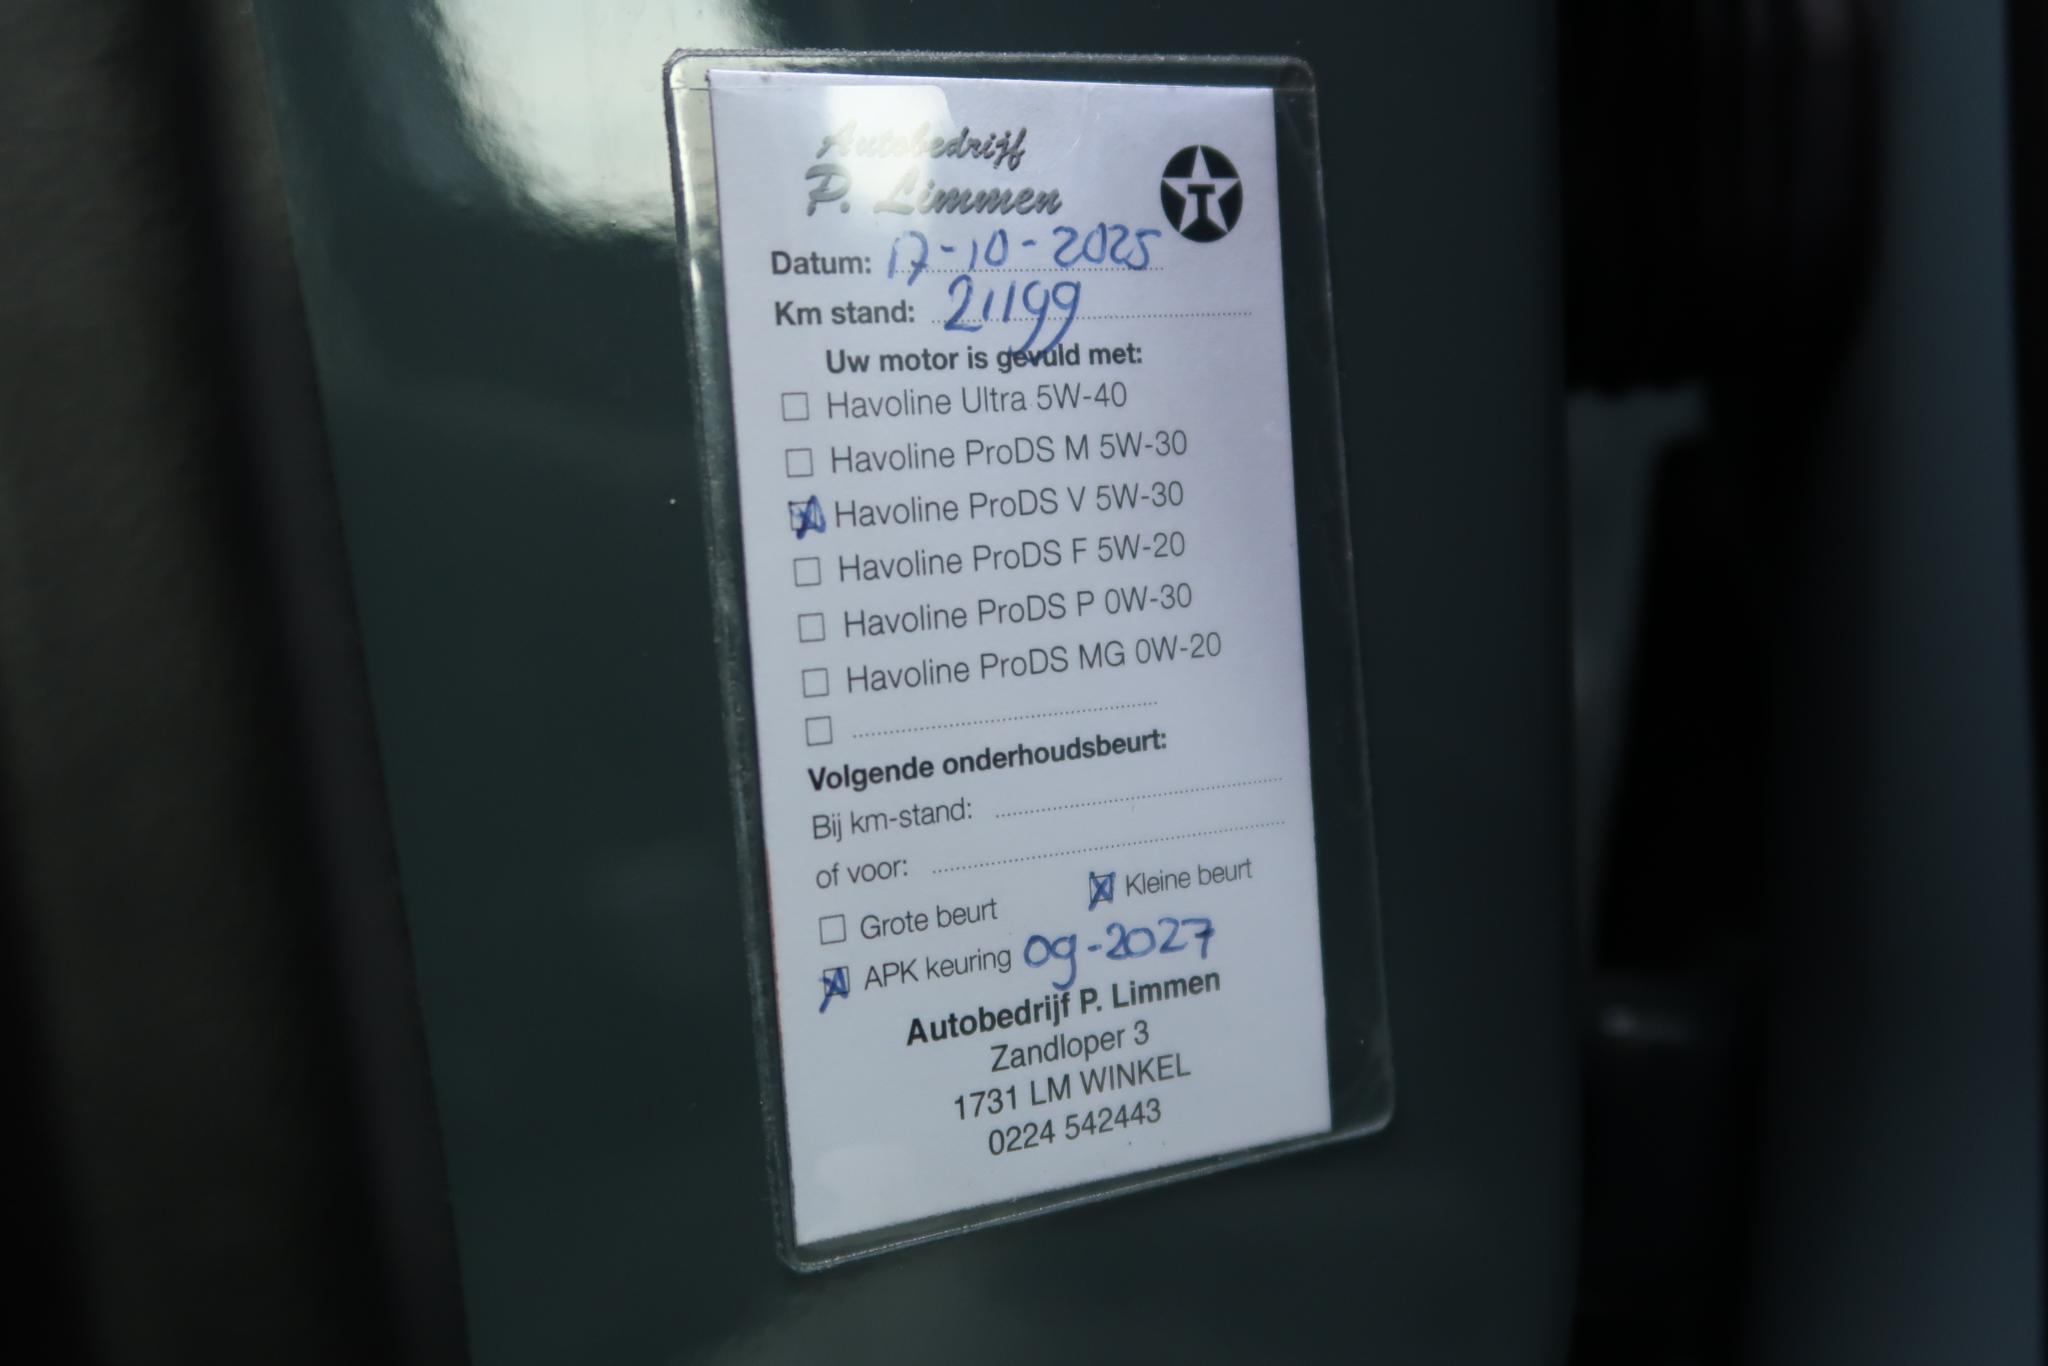 Autobedrijf
P. Limmen
T
Datum: 17-10-2025
Km stand: 21199
Uw motor is gevuld met:
Havoline Ultra 5W-40
Havoline ProDS M 5W-30
Havoline ProDS V 5W-30
Havoline ProDS F 5W-20
Havoline ProDS P 0W-30
Havoline ProDS MG 0W-20
Volgende onderhoudsbeurt:
Bij km-stand:
of voor:
Grote beurt Kleine beurt
APK keuring 09-2027
Autobedrijf P. Limmen
Zandloper 3
1731 LM WINKEL
0224 542443